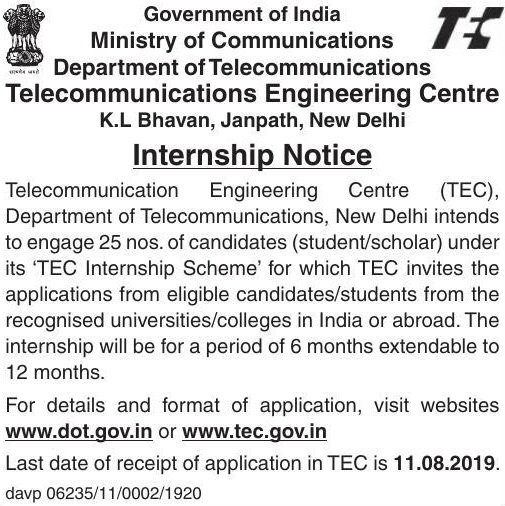 Government of India
Ministry of Communications
Department of Telecommunications
Telecommunications Engineering Centre
K.L Bhavan, Janpath, New Delhi
TEC
सत्यमेव जयते
Internship Notice
Telecommunication Engineering Centre (TEC),
Department of Telecommunications, New Delhi intends
to engage 25 nos. of candidates (student/scholar) under
its ‘TEC Internship Scheme’ for which TEC invites the
applications from eligible candidates/students from the
recognised universities/colleges in India or abroad. The
internship will be for a period of 6 months extendable to
12 months.
For details and format of application, visit websites
www.dot.gov.in or www.tec.gov.in
Last date of receipt of application in TEC is 11.08.2019.
davp 06235/11/0002/1920